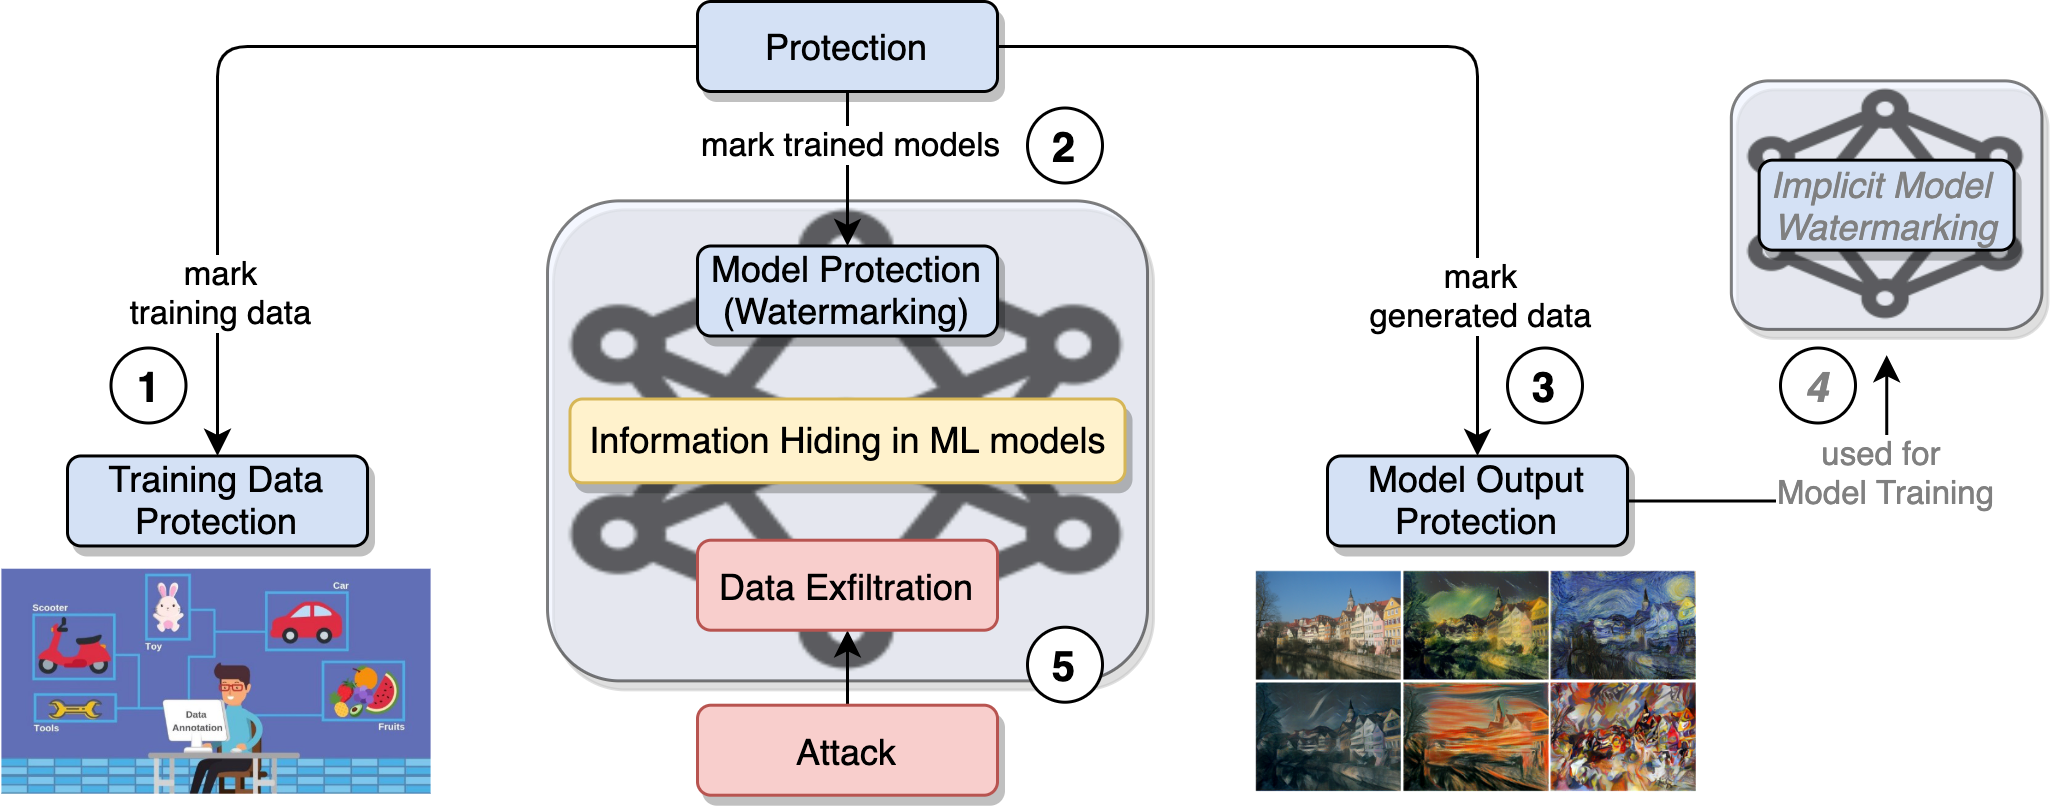 Protection
mark trained models
2
mark
training data
1
Model Protection
(Watermarking)
mark
generated data
3
Implicit Model
Watermarking
4
used for
Model Training
Information Hiding in ML models
Training Data
Protection
Model Output
Protection
Data Exfiltration
5
Attack
Scooter
Toy
Car
Tools
Fruits
Data
Annotation